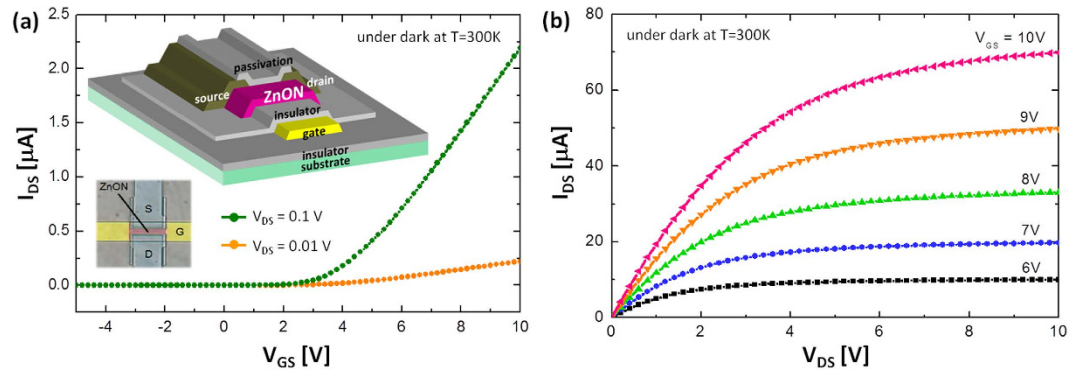 (a)
under dark at T=300K
passivation
source
drain
ZnON
insulator
gate
insulator
substrate
ZnON
S
G
D
V_DS = 0.1 V
V_DS = 0.01 V
I_DS [µA]
2.5
2.0
1.5
1.0
0.5
0.0
-4 -2 0 2 4 6 8 10
V_GS [V]
(b)
under dark at T=300K
V_GS = 10V
9V
8V
7V
6V
I_DS [µA]
80
60
40
20
0
0 2 4 6 8 10
V_DS [V]